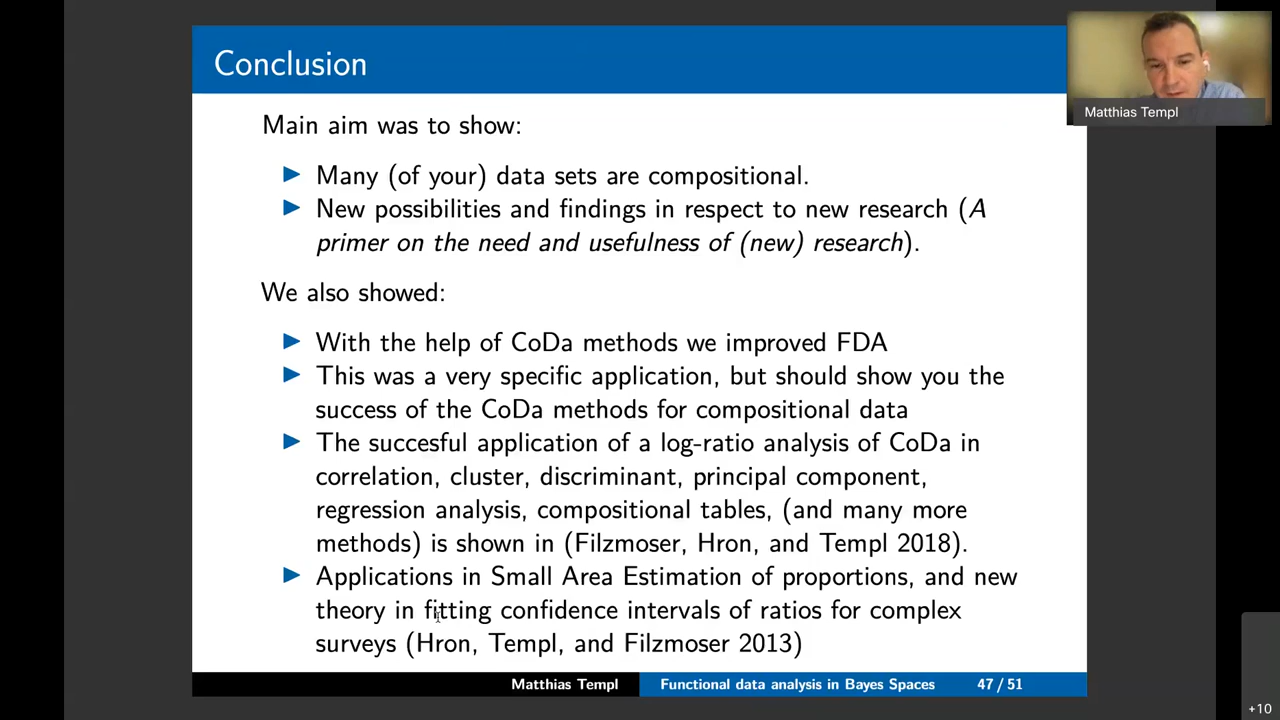 Conclusion
Matthias Templ
Main aim was to show:
Many (of your) data sets are compositional.
New possibilities and findings in respect to new research (A
primer on the need and usefulness of (new) research).
We also showed:
With the help of CoDa methods we improved FDA
This was a very specific application, but should show you the
success of the CoDa methods for compositional data
The succesful application of a log-ratio analysis of CoDa in
correlation, cluster, discriminant, principal component,
regression analysis, compositional tables, (and many more
methods) is shown in (Filzmoser, Hron, and Templ 2018).
Applications in Small Area Estimation of proportions, and new
theory in fitting confidence intervals of ratios for complex
surveys (Hron, Templ, and Filzmoser 2013)
Matthias Templ Functional data analysis in Bayes Spaces 47 / 51
+10